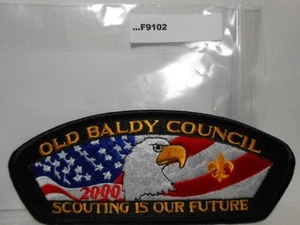 ...F9102
OLD BALDY COUNCIL
2000
SCOUTING IS OUR FUTURE